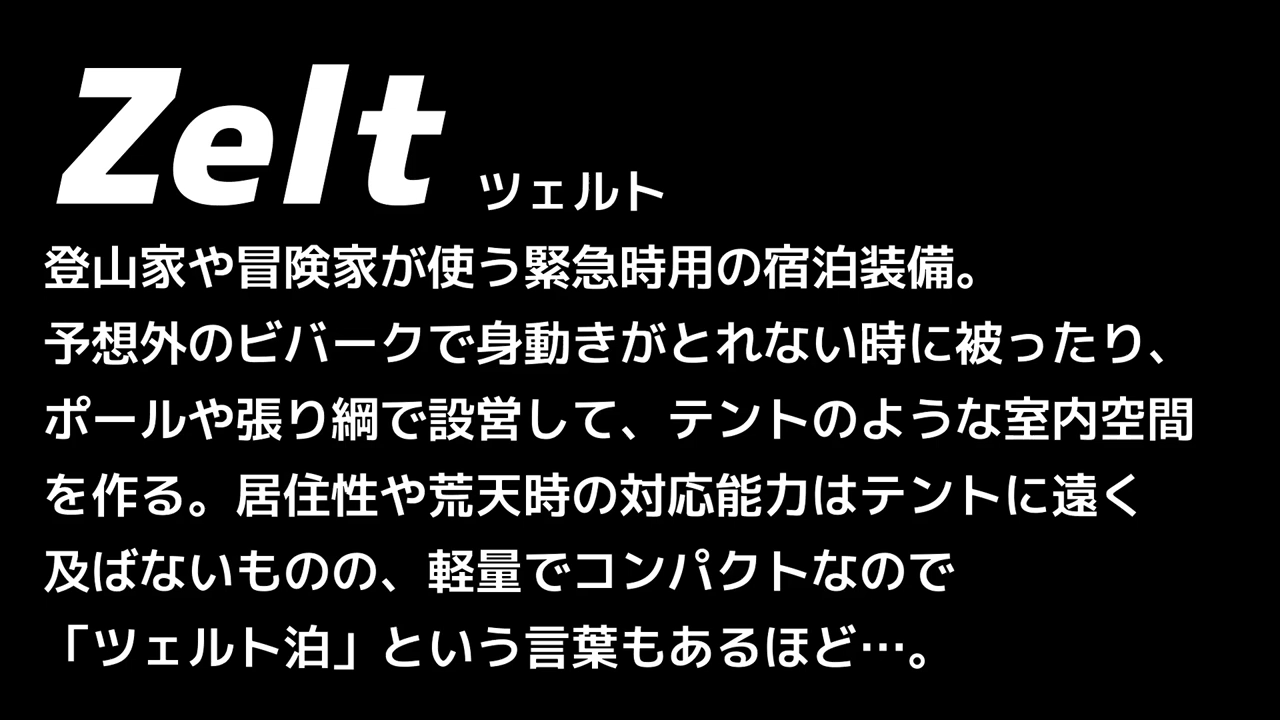 Zelt ツェルト
登山家や冒険家が使う緊急時用の宿泊装備。
予想外のビバークで身動きがとれない時に被ったり、
ポールや張り綱で設営して、テントのような室内空間
を作る。居住性や荒天時の対応能力はテントに遠く
及ばないものの、軽量でコンパクトなので
「ツェルト泊」という言葉もあるほど…。